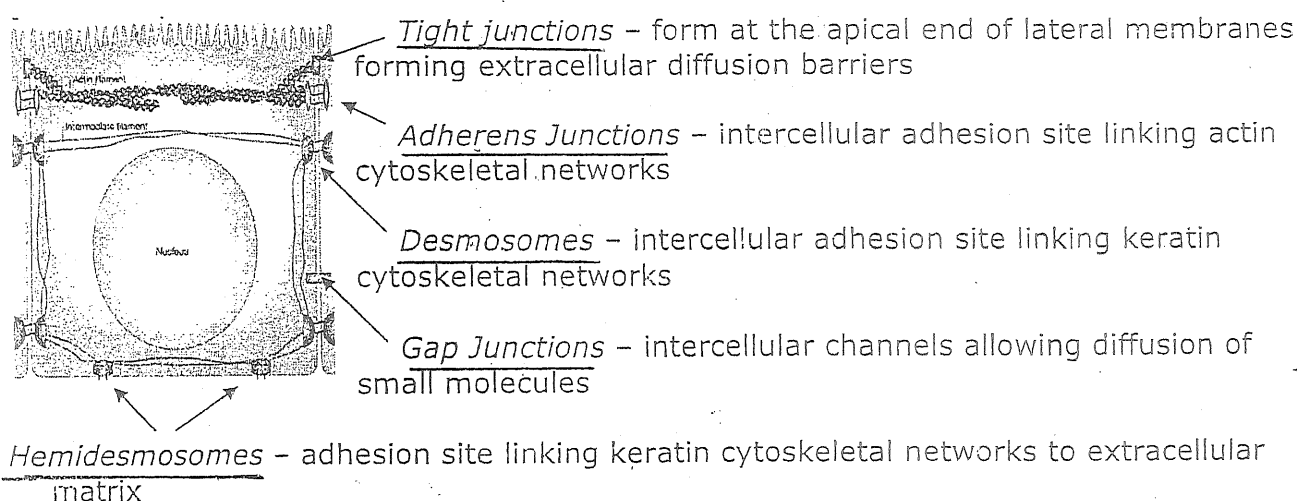 Tight junctions – form at the apical end of lateral membranes
forming extracellular diffusion barriers
Actin filament
Adherens Junctions – intercellular adhesion site linking actin
cytoskeletal networks
Intermediate filament
Desmosomes – intercellular adhesion site linking keratin
cytoskeletal networks
Nucleus
Gap Junctions – intercellular channels allowing diffusion of
small molecules
Hemidesmosomes – adhesion site linking keratin cytoskeletal networks to extracellular
matrix